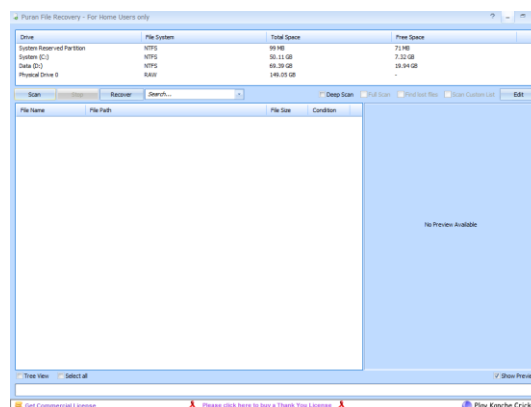 Puran File Recovery - For Home Users only
Drive File System Total Space Free Space
System Reserved Partition NTFS 99 MB 71 MB
System (C:) NTFS 50.11 GB 7.32 GB
Data (D:) NTFS 69.39 GB 19.94 GB
Physical Drive 0 RAW 149.05 GB -
Scan Stop Recover Search... Deep Scan Full Scan Find lost files Scan Custom List Edit
File Name File Path File Size Condition
No Preview Available
Tree View Select all Show Previe
Get Commercial License Please click here to buy a Thank You License Play Kanche Crick